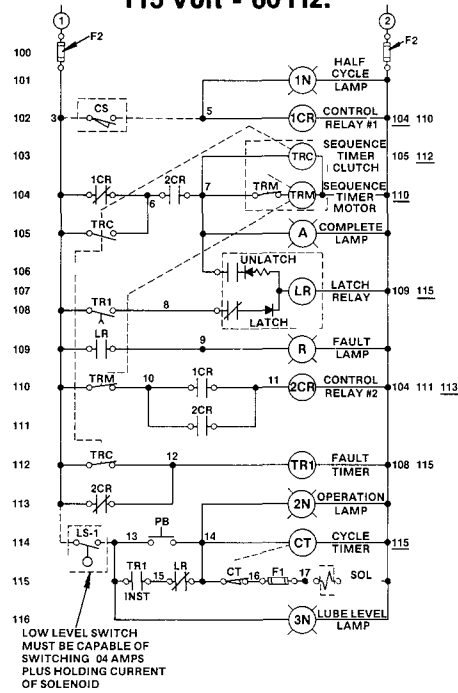 115 Volt - 60 Hz.
1 2
F2 F2
100
HALF
101 1N CYCLE
LAMP
102 3 CS 5 1CR CONTROL 104 110
RELAY #1
SEQUENCE
103 TRC TIMER 105 112
CLUTCH
104 1CR 6 2CR 7 TRM TRM SEQUENCE 110
TIMER
MOTOR
105 TRC A COMPLETE
LAMP
106 UNLATCH
107 LR LATCH 109 115
RELAY
108 TR1 8 LATCH
109 LR 9 R FAULT
LAMP
110 TRM 10 1CR 11 2CR CONTROL 104 111 113
RELAY #2
111 2CR
112 TRC 12 TR1 FAULT 108 115
TIMER
113 2CR 2N OPERATION
LAMP
114 LS-1 13 PB 14 CT CYCLE 115
TIMER
115 TR1 15 LR CT 16 F1 17 SOL
INST
116 3N LUBE LEVEL
LAMP
LOW LEVEL SWITCH
MUST BE CAPABLE OF
SWITCHING .04 AMPS
PLUS HOLDING CURRENT
OF SOLENOID